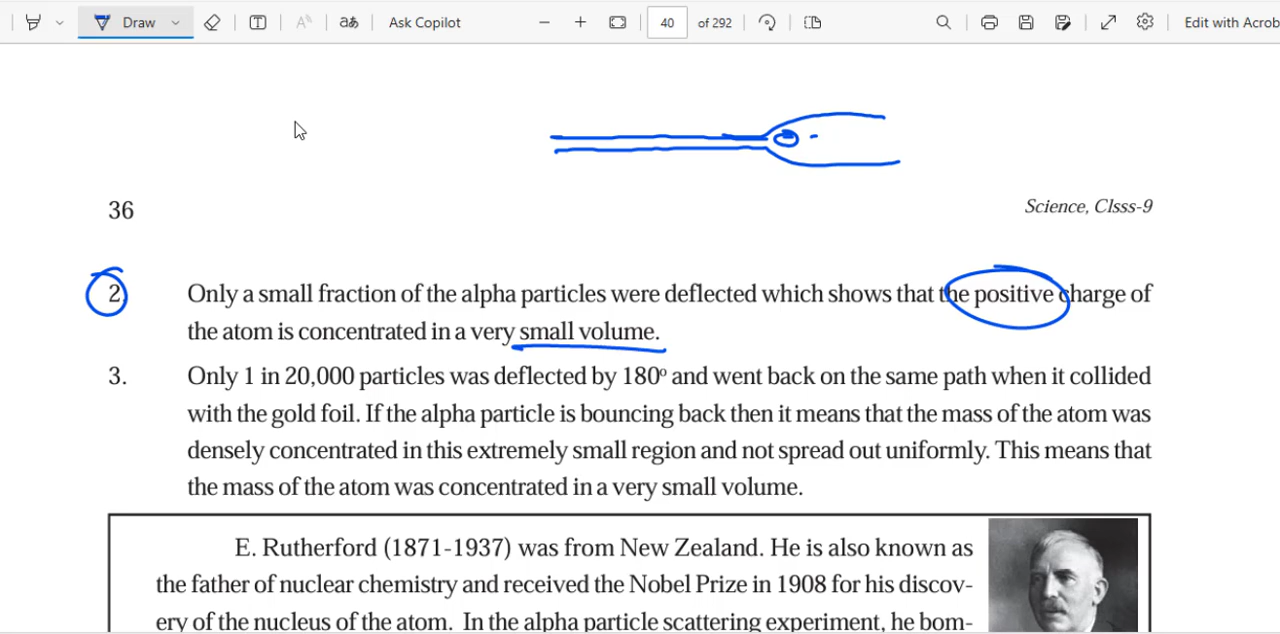 Draw aあ Ask Copilot 40 of 292 Edit with Acrob
36
Science, Clsss-9
2. Only a small fraction of the alpha particles were deflected which shows that the positive charge of
the atom is concentrated in a very small volume.
3. Only 1 in 20,000 particles was deflected by 180º and went back on the same path when it collided
with the gold foil. If the alpha particle is bouncing back then it means that the mass of the atom was
densely concentrated in this extremely small region and not spread out uniformly. This means that
the mass of the atom was concentrated in a very small volume.
E. Rutherford (1871-1937) was from New Zealand. He is also known as
the father of nuclear chemistry and received the Nobel Prize in 1908 for his discov-
ery of the nucleus of the atom. In the alpha particle scattering experiment, he bom-